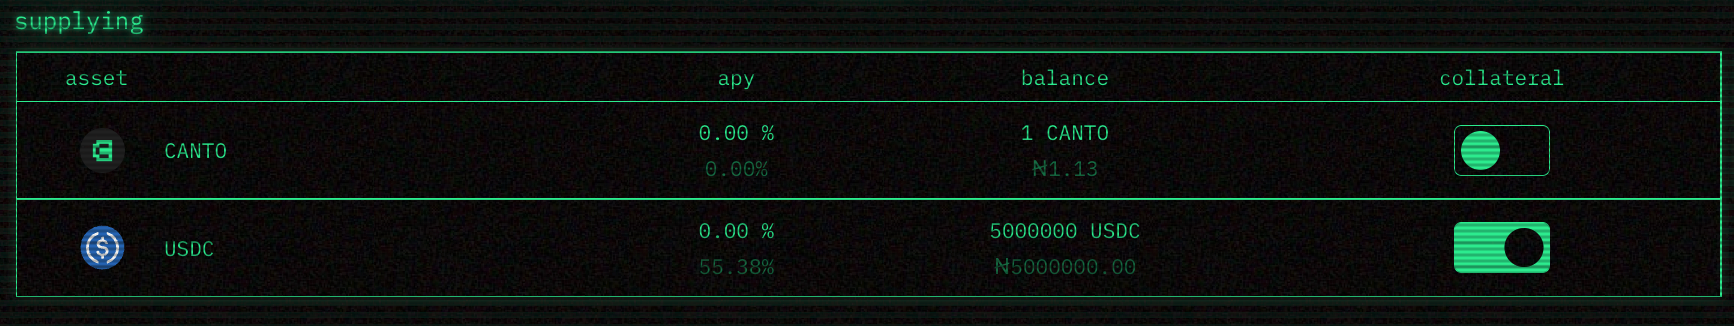 supplying
asset apy balance collateral
CANTO 0.00 % 1 CANTO
0.00% ₦1.13
USDC 0.00 % 5000000 USDC
55.38% ₦5000000.00